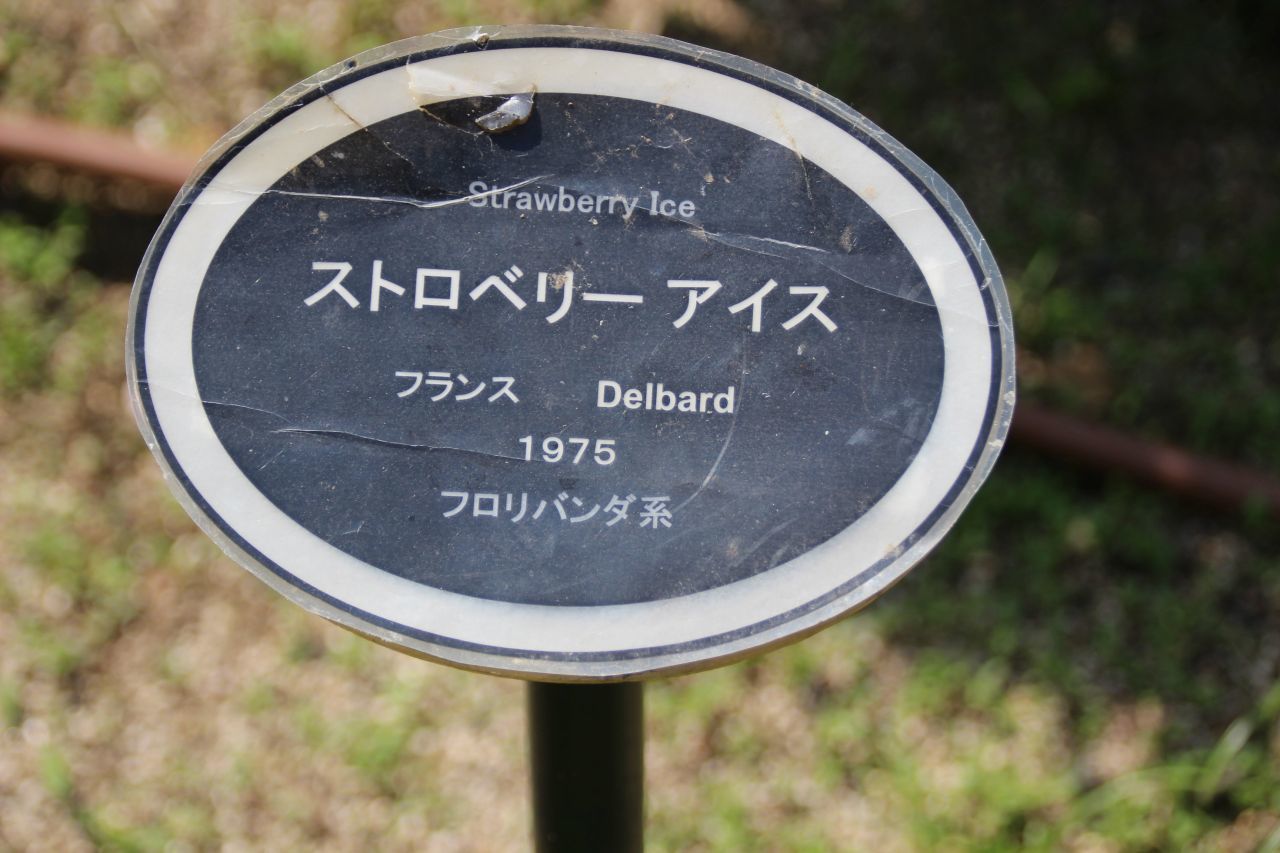 Strawberry Ice
ストロベリー アイス
フランス Delbard
1975
フロリバンダ系